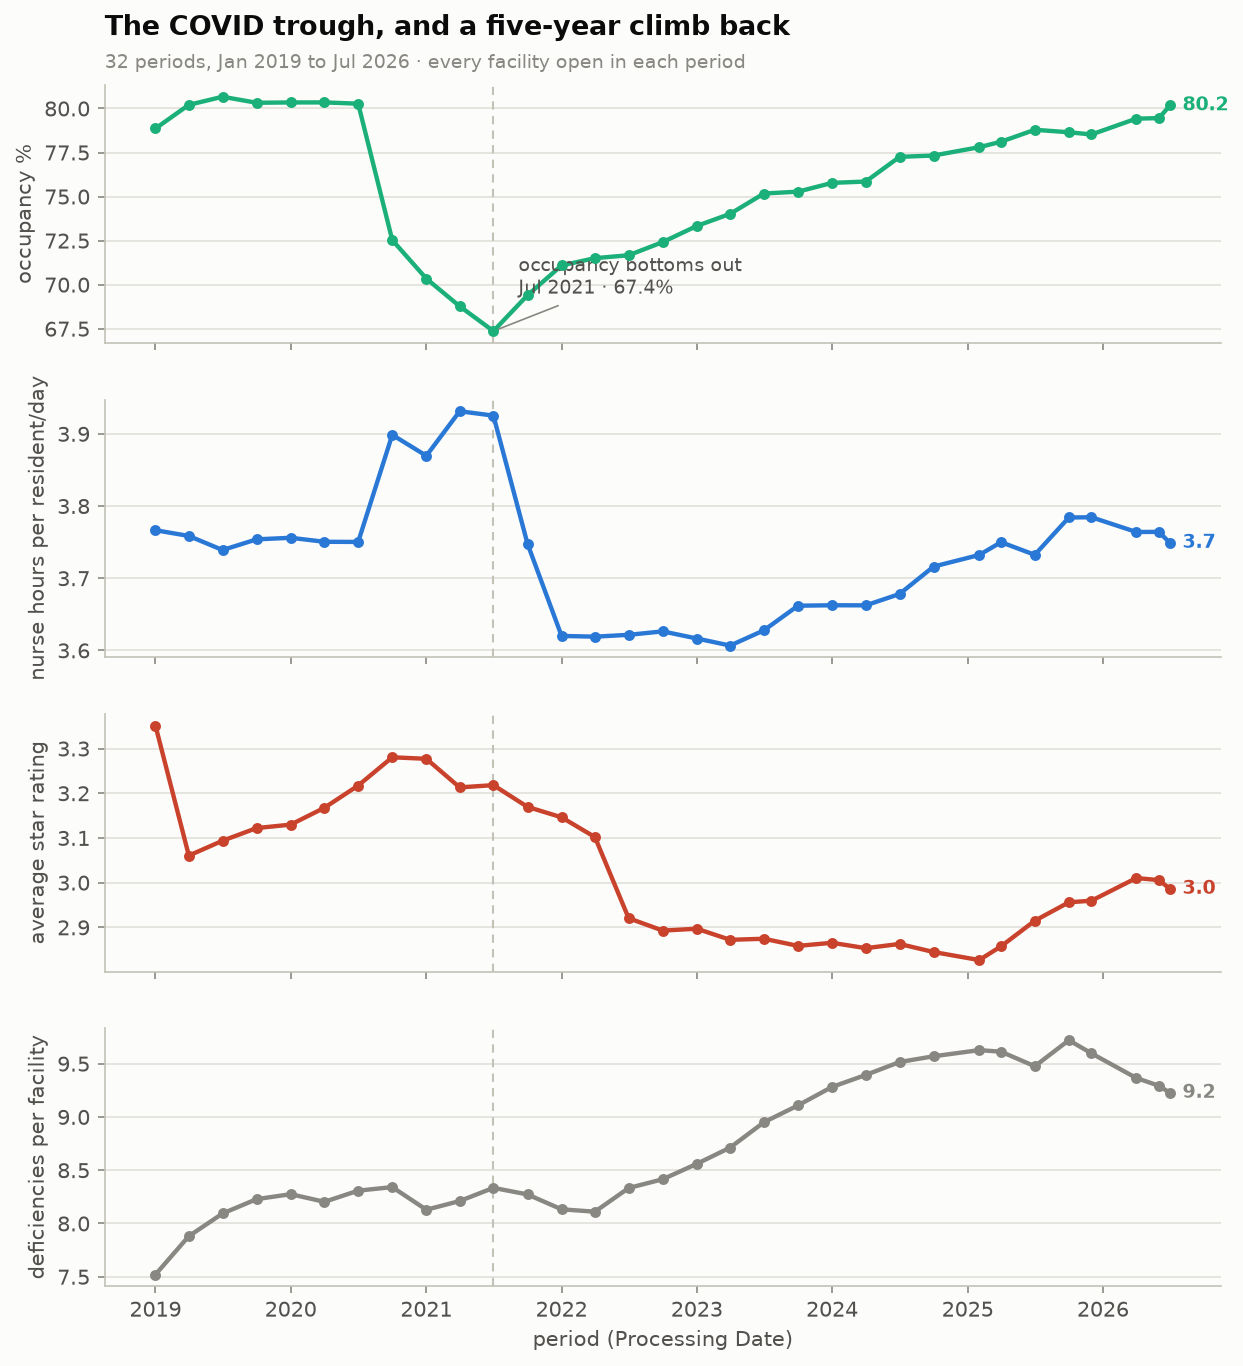 The COVID trough, and a five-year climb back
32 periods, Jan 2019 to Jul 2026 · every facility open in each period
occupancy %
80.0
77.5
75.0
72.5
70.0
67.5
80.2
occupancy bottoms out
Jul 2021 · 67.4%
nurse hours per resident/day
3.9
3.8
3.7
3.6
3.7
average star rating
3.3
3.2
3.1
3.0
2.9
3.0
deficiencies per facility
9.5
9.0
8.5
8.0
7.5
9.2
2019 2020 2021 2022 2023 2024 2025 2026
period (Processing Date)